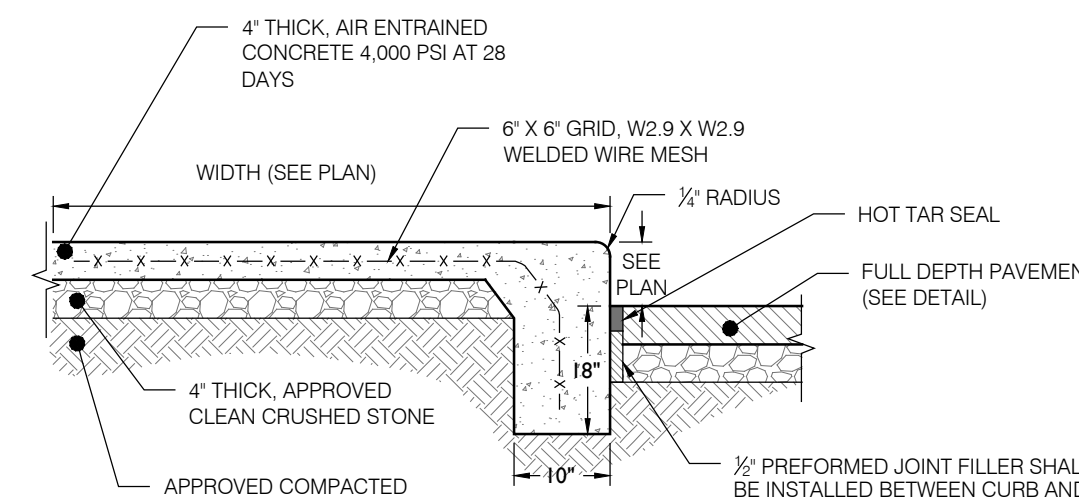 4" THICK, AIR ENTRAINED
CONCRETE 4,000 PSI AT 28
DAYS
6" X 6" GRID, W2.9 X W2.9
WELDED WIRE MESH
WIDTH (SEE PLAN)
¼" RADIUS
HOT TAR SEAL
SEE
PLAN
FULL DEPTH PAVEMEN
(SEE DETAIL)
X X X X X X X X X X
X
X
X
18"
4" THICK, APPROVED
CLEAN CRUSHED STONE
10"
½" PREFORMED JOINT FILLER SHAL
BE INSTALLED BETWEEN CURB AND
APPROVED COMPACTED